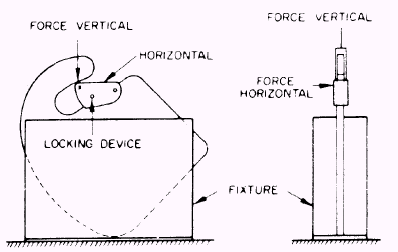 FORCE VERTICAL
HORIZONTAL
LOCKING DEVICE
FORCE VERTICAL
FORCE
HORIZONTAL
FIXTURE